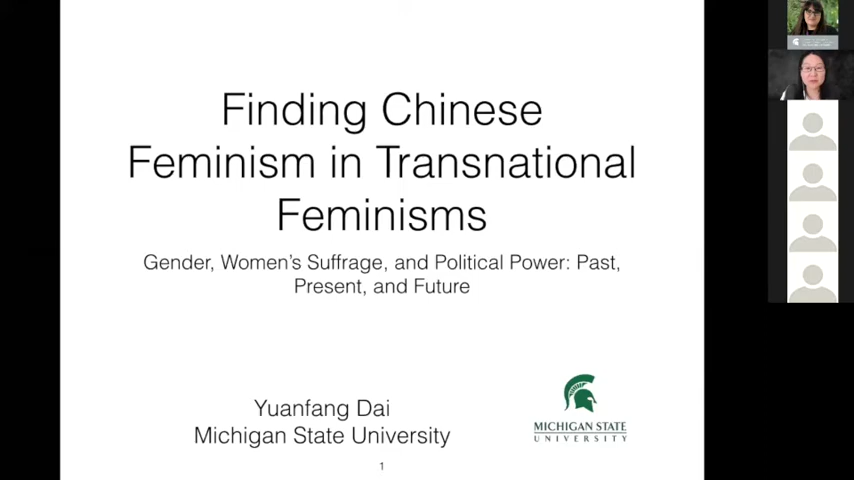 Finding Chinese
Feminism in Transnational
Feminisms
Gender, Women's Suffrage, and Political Power: Past,
Present, and Future
Yuanfang Dai
Michigan State University
MICHIGAN STATE
UNIVERSITY
1